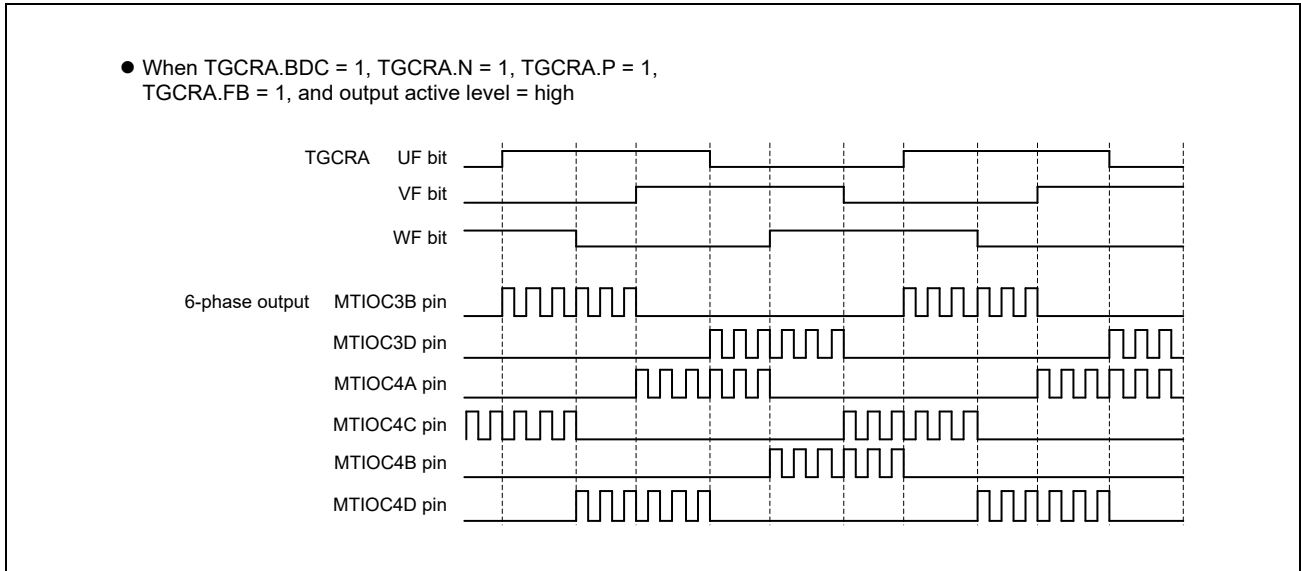 ● When TGCRA.BDC = 1, TGCRA.N = 1, TGCRA.P = 1,
TGCRA.FB = 1, and output active level = high
TGCRA UF bit
VF bit
WF bit
6-phase output MTIOC3B pin
MTIOC3D pin
MTIOC4A pin
MTIOC4C pin
MTIOC4B pin
MTIOC4D pin